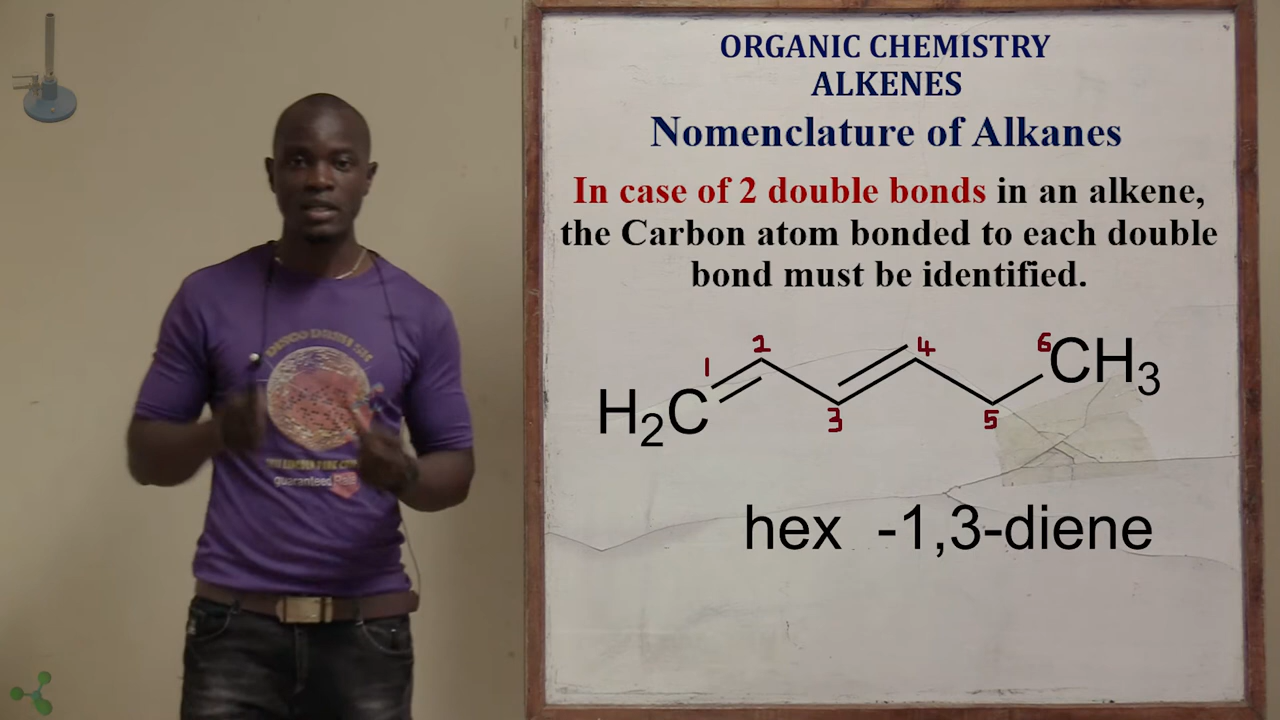 ORGANIC CHEMISTRY
ALKENES
Nomenclature of Alkanes
In case of 2 double bonds in an alkene,
the Carbon atom bonded to each double
bond must be identified.
1 2 3 4 5 6
H2C CH3
hex -1,3-diene
guaranteed